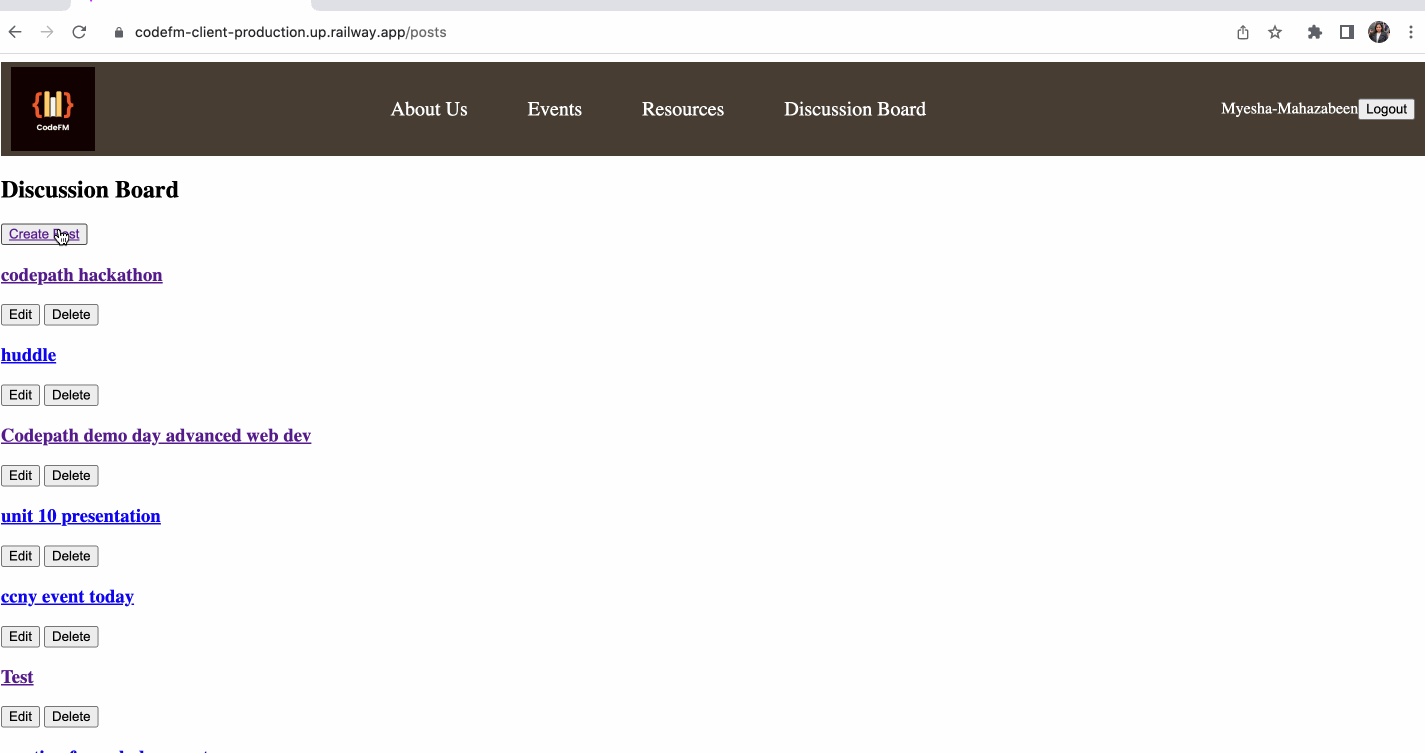 codefm-client-production.up.railway.app/posts
CodeFM
About Us Events Resources Discussion Board Myesha-Mahazabeen Logout
Discussion Board
Create Post
codepath hackathon
Edit Delete
huddle
Edit Delete
Codepath demo day advanced web dev
Edit Delete
unit 10 presentation
Edit Delete
ccny event today
Edit Delete
Test
Edit Delete